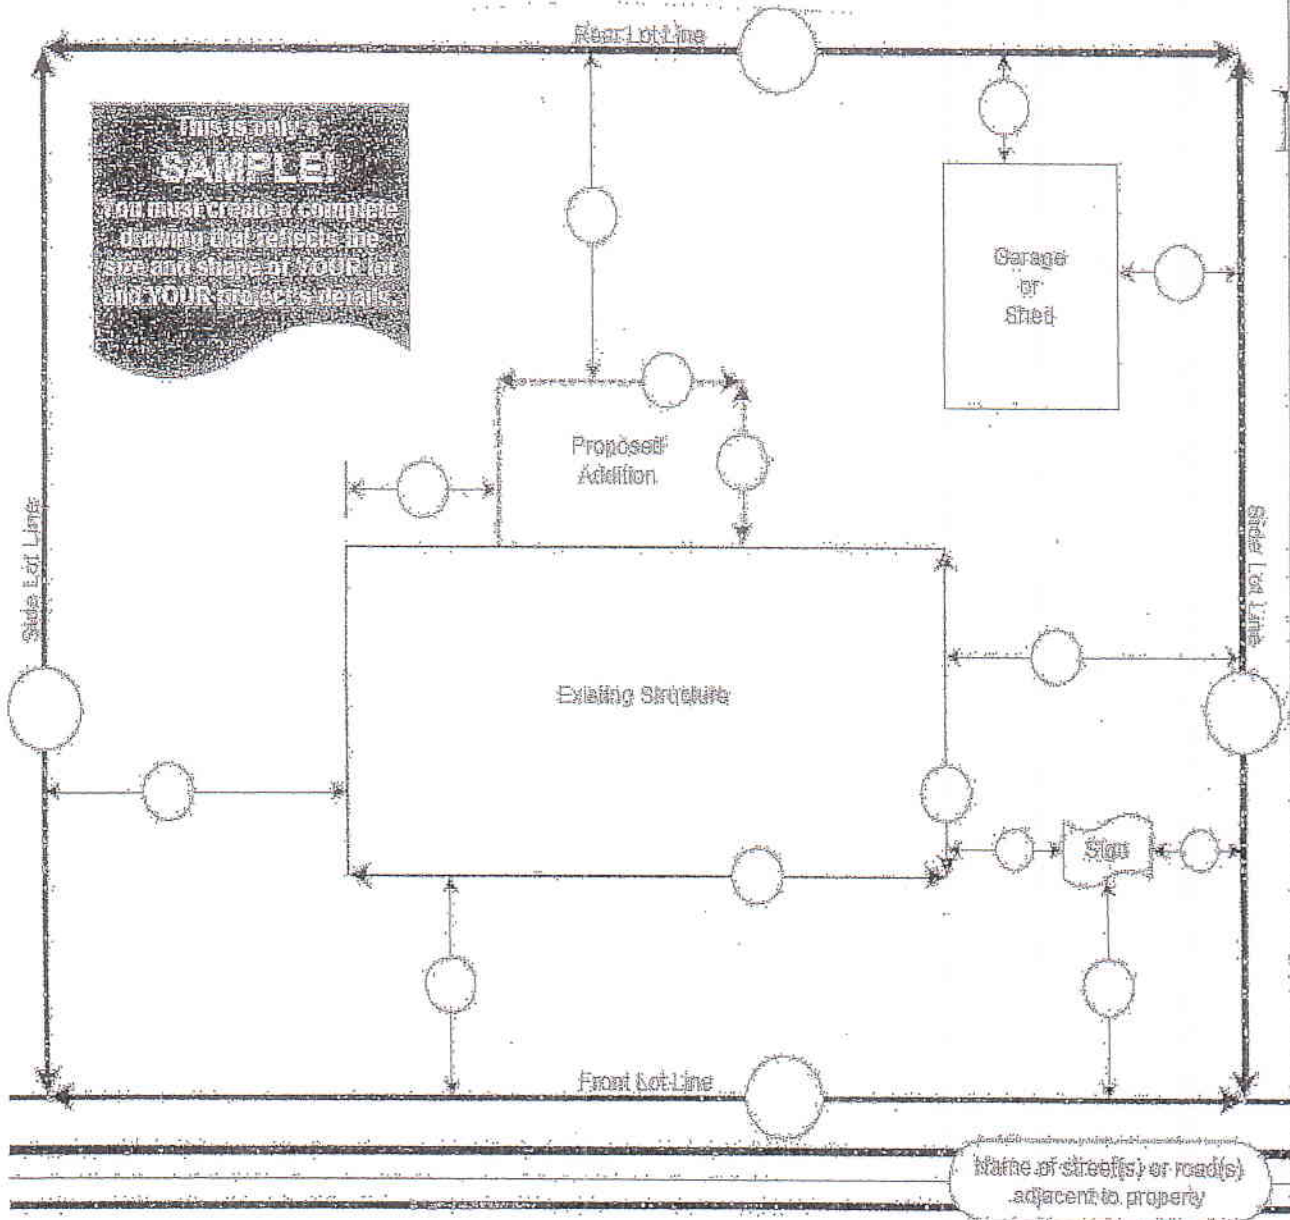 Rear Lot Line
This is only a
SAMPLE!
You must create a complete
drawing that reflects the
size and shape of YOUR lot
and YOUR project's details.
Garage
or
Shed
Proposed
Addition
Side Lot Line
Side Lot Line
Existing Structure
Sign
Front Lot Line
Name of street(s) or road(s)
adjacent to property